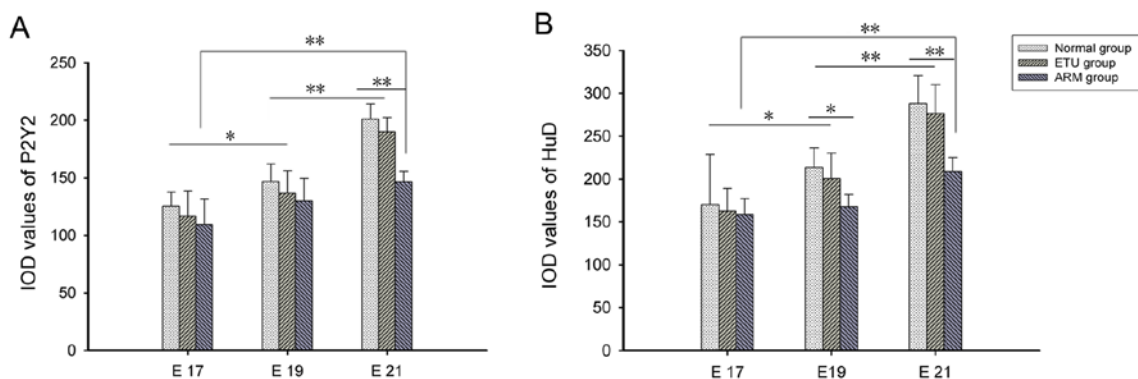 A
B
**
**
**
**
*
250
200
150
100
50
0
IOD values of P2Y2
E 17
E 19
E 21
**
**
**
*
*
350
300
250
200
150
100
50
0
IOD values of HuD
E 17
E19
E 21
Normal group
ETU group
ARM group